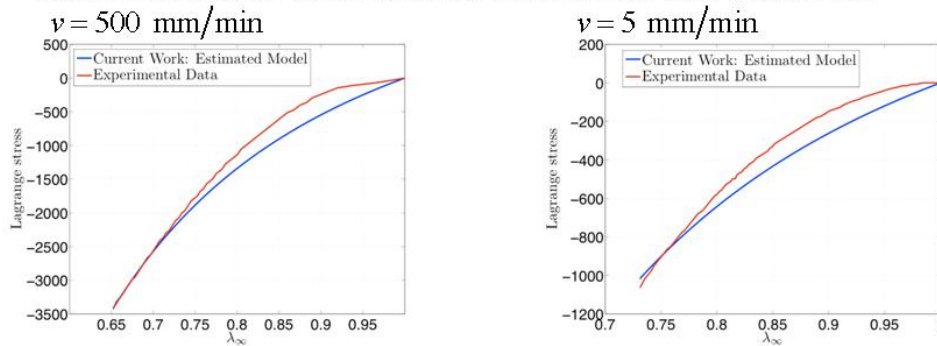 v = 500 mm/min
500
0
−500
−1000
−1500
−2000
−2500
−3000
−3500
Lagrange stress
Current Work: Estimated Model
Experimental Data
0.65 0.7 0.75 0.8 0.85 0.9 0.95
λ∞
v = 5 mm/min
200
0
−200
−400
−600
−800
−1000
−1200
Lagrange stress
Current Work: Estimated Model
Experimental Data
0.7 0.75 0.8 0.85 0.9 0.95
λ∞